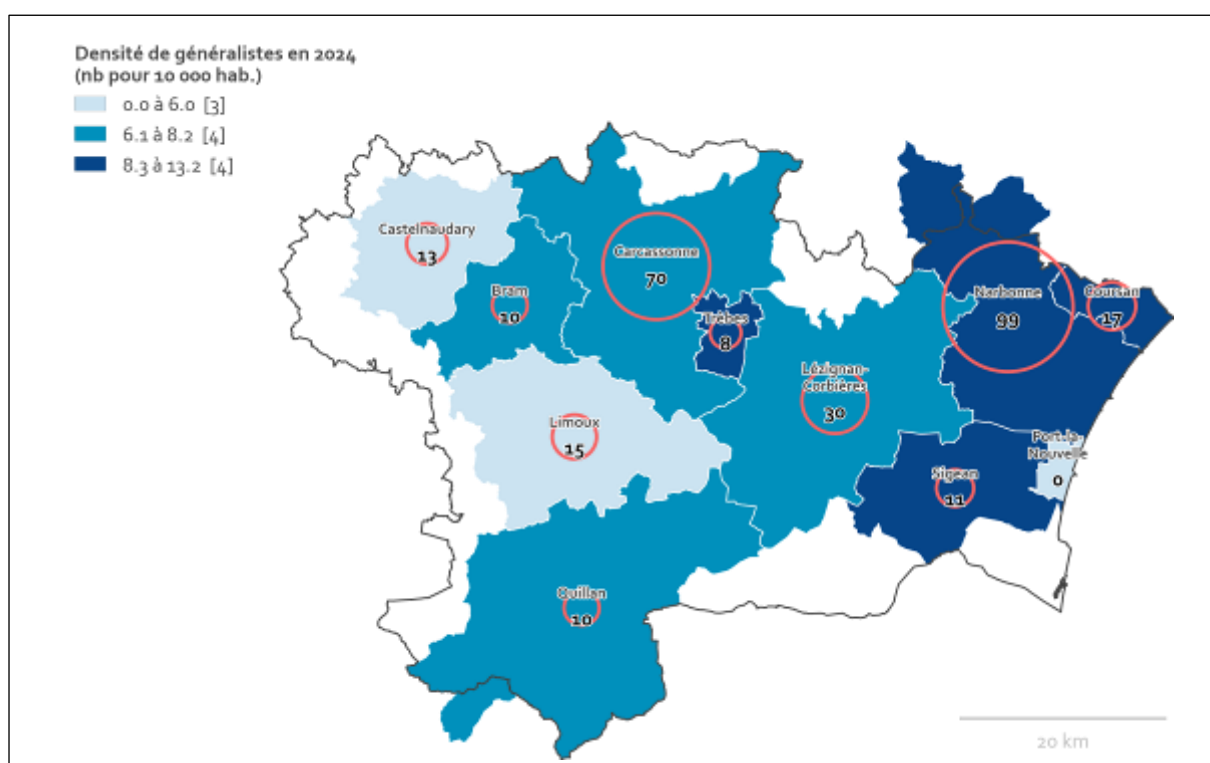 Densité de généralistes en 2024
(nb pour 10 000 hab.)
0.0 à 6.0 [3]
6.1 à 8.2 [4]
8.3 à 13.2 [4]
Castelnaudary
13
Carcassonne
70
Bram
10
Trèbes
8
Narbonne
99
Coursan
17
Lézignan-
Corbières
30
Limoux
15
Port-la-
Nouvelle
0
Sigean
11
Quillan
10
20 km